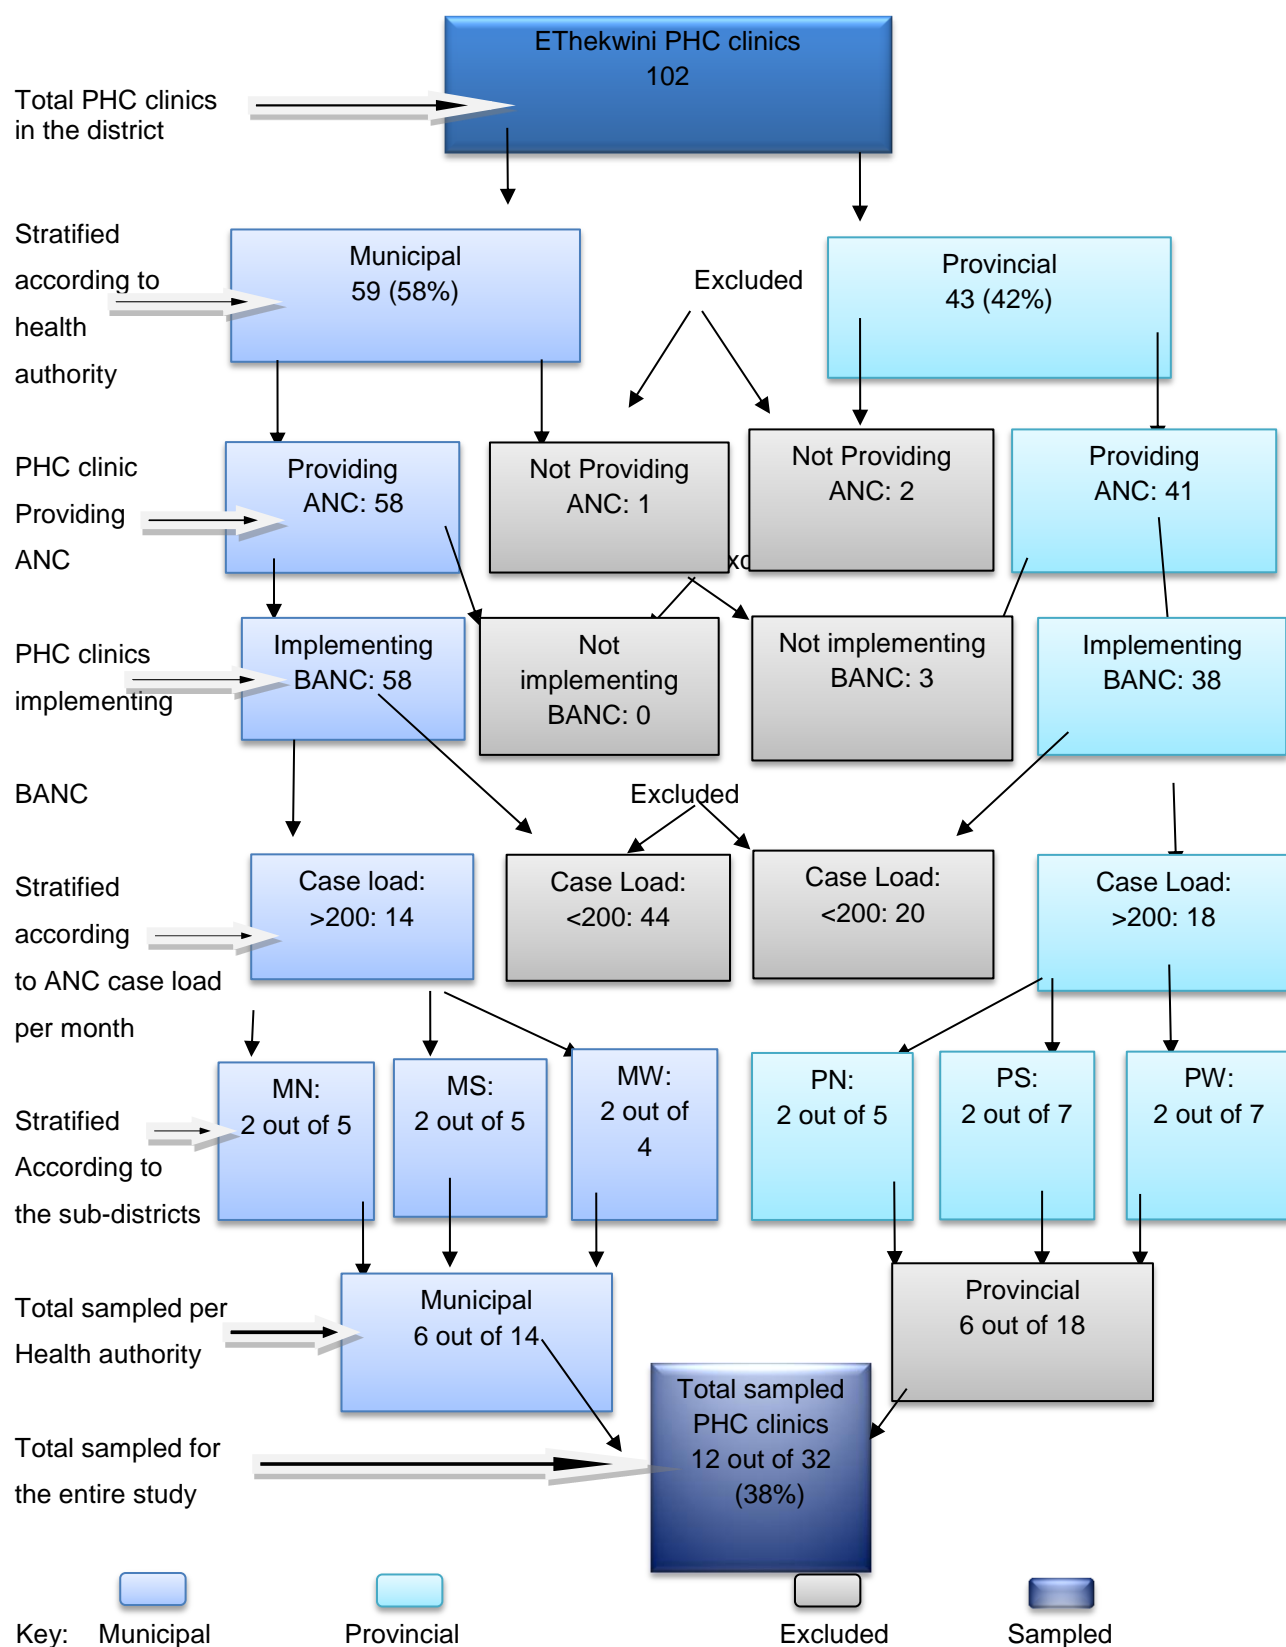 EThekwini PHC clinics
102
Total PHC clinics
in the district
Stratified
according to
health
authority
Municipal
59 (58%)
Excluded
Provincial
43 (42%)
PHC clinic
Providing
ANC
Providing
ANC: 58
Not Providing
ANC: 1
Not Providing
ANC: 2
Providing
ANC: 41
PHC clinics
implementing
BANC
Implementing
BANC: 58
Not
implementing
BANC: 0
Not implementing
BANC: 3
Implementing
BANC: 38
Excluded
Stratified
according
to ANC case load
per month
Case load:
>200: 14
Case Load:
<200: 44
Case Load:
<200: 20
Case Load:
>200: 18
Stratified
According to
the sub-districts
MN:
2 out of 5
MS:
2 out of 5
MW:
2 out of
4
PN:
2 out of 5
PS:
2 out of 7
PW:
2 out of 7
Total sampled per
Health authority
Municipal
6 out of 14
Provincial
6 out of 18
Total sampled for
the entire study
Total sampled
PHC clinics
12 out of 32
(38%)
Key: Municipal Provincial Excluded Sampled